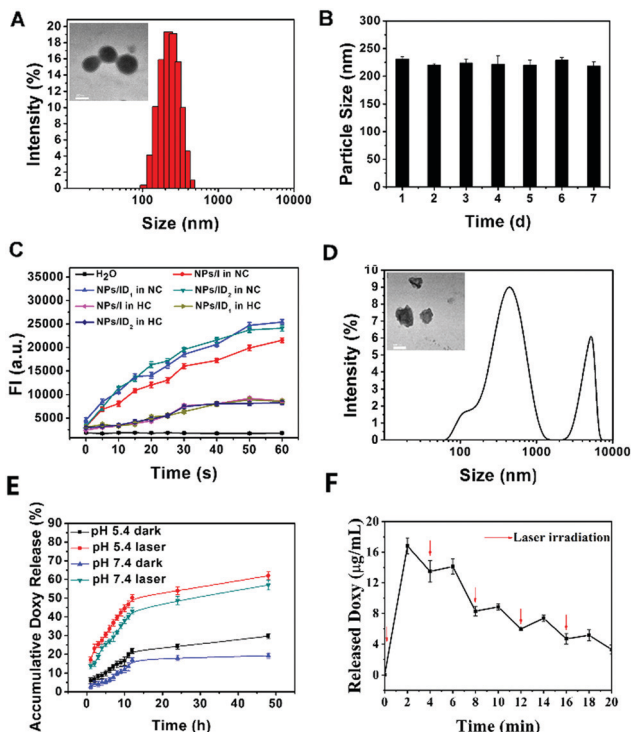 A
Intensity (%)
20
18
16
14
12
10
8
6
4
2
0
100
1000
10000
Size (nm)
B
Particle Size (nm)
300
250
200
150
100
50
0
1 2 3 4 5 6 7
Time (d)
C
FI (a.u.)
35000
30000
25000
20000
15000
10000
5000
0
H₂O
NPs/I in NC
NPs/ID₁ in NC
NPs/ID₂ in NC
NPs/I in HC
NPs/ID₁ in HC
NPs/ID₂ in HC
0 10 20 30 40 50 60
Time (s)
D
Intensity (%)
10
9
8
7
6
5
4
3
2
1
0
100
1000
10000
Size (nm)
E
Accumulative Doxy Release (%)
90
80
70
60
50
40
30
20
10
0
pH 5.4 dark
pH 5.4 laser
pH 7.4 dark
pH 7.4 laser
0 10 20 30 40 50
Time (h)
F
Released Doxy (μg/mL)
20
16
12
8
4
0
Laser irradiation
0 2 4 6 8 10 12 14 16 18 20
Time (min)